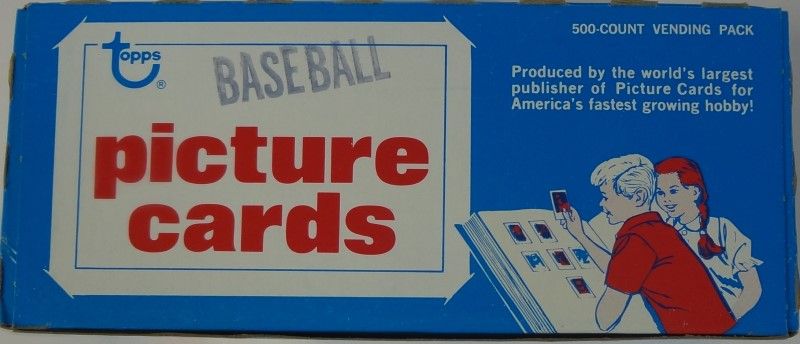 500-COUNT VENDING PACK
topps
®
BASEBALL
picture
cards
Produced by the world's largest
publisher of Picture Cards for
America's fastest growing hobby!